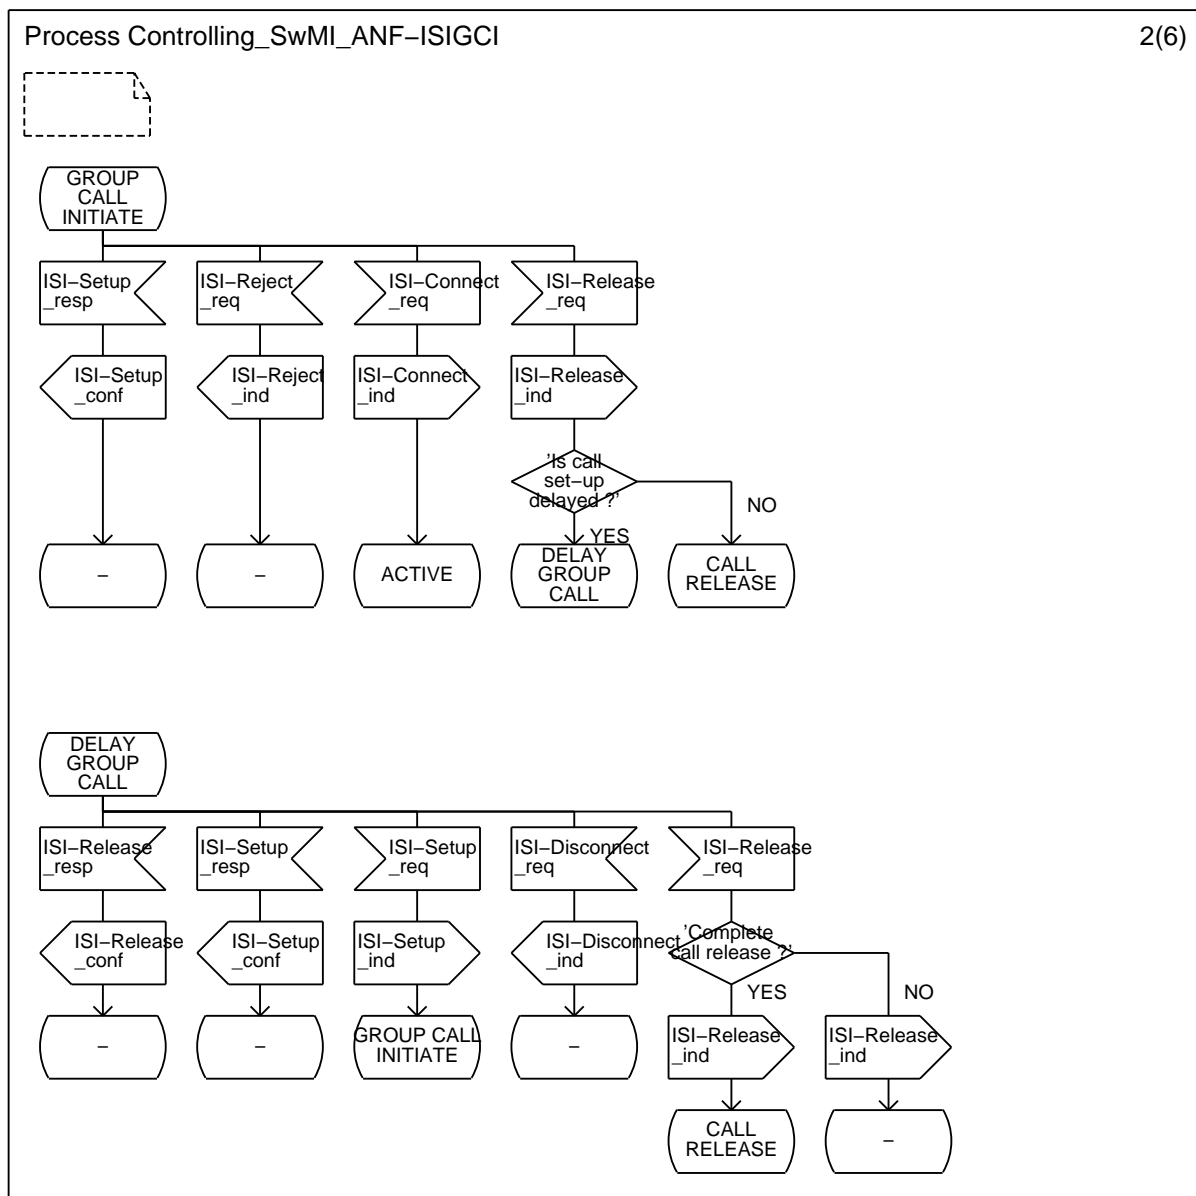 Process Controlling_SwMI_ANF−ISIGCI
2(6)
GROUP
CALL
INITIATE
ISI−Setup
_resp
ISI−Reject
_req
ISI−Connect
_req
ISI−Release
_req
ISI−Setup
_conf
ISI−Reject
_ind
ISI−Connect
_ind
ISI−Release
_ind
'Is call
set−up
delayed ?'
NO
YES
−
−
ACTIVE
DELAY
GROUP
CALL
CALL
RELEASE
DELAY
GROUP
CALL
ISI−Release
_resp
ISI−Setup
_resp
ISI−Setup
_req
ISI−Disconnect
_req
ISI−Release
_req
ISI−Release
_conf
ISI−Setup
_conf
ISI−Setup
_ind
ISI−Disconnect
_ind
'Complete
call release ?'
YES
NO
−
−
GROUP CALL
INITIATE
−
ISI−Release
_ind
ISI−Release
_ind
CALL
RELEASE
−